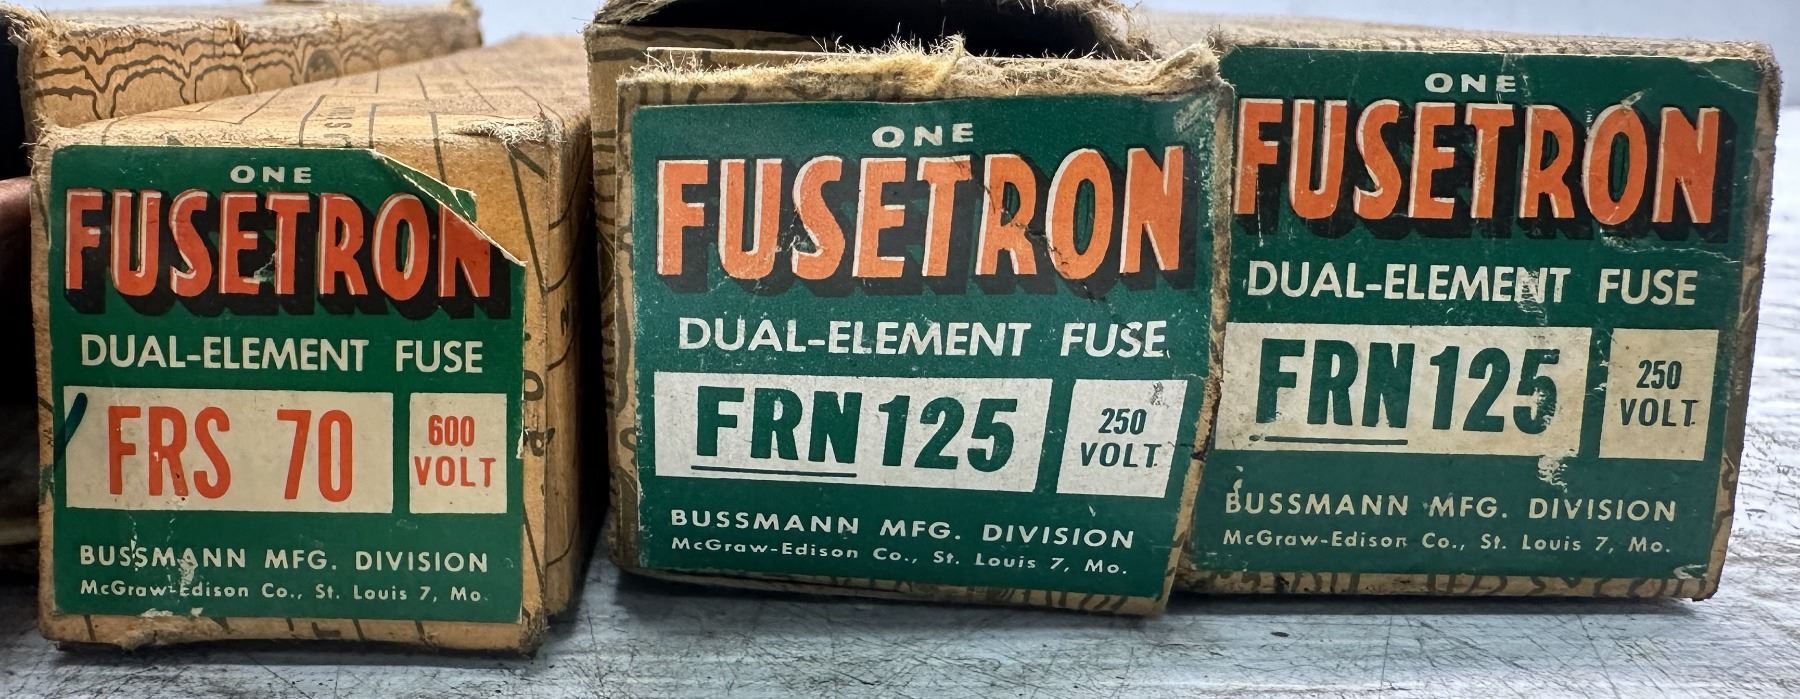 ONE
FUSETRON
DUAL-ELEMENT FUSE
FRS 70
600
VOLT
BUSSMANN MFG. DIVISION
McGraw-Edison Co., St. Louis 7, Mo.
ONE
FUSETRON
DUAL-ELEMENT FUSE
FRN 125
250
VOLT
BUSSMANN MFG. DIVISION
McGraw-Edison Co., St. Louis 7, Mo.
ONE
FUSETRON
DUAL-ELEMENT FUSE
FRN 125
250
VOLT
BUSSMANN MFG. DIVISION
McGraw-Edison Co., St. Louis 7, Mo.